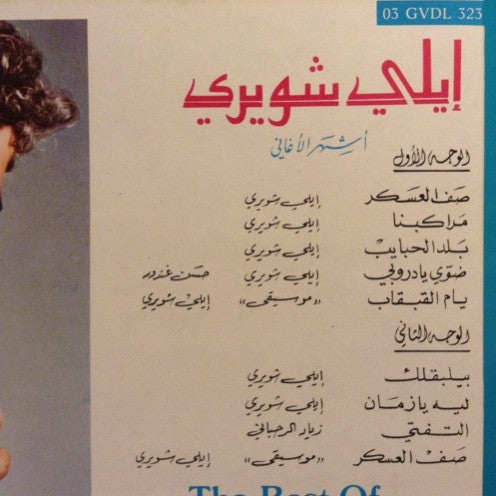 03 GVDL 323
إيلي شويري
أشهر الأغاني
الوجه الأول
صف العسكر إيلي شويري
مراكبنا إيلي شويري
بلد الحبايب إيلي شويري
ضوّي يا دروبي إيلي شويري حسن غندور
يام القبقاب «موسيقى» إيلي شويري
الوجه الثاني
بيلبقلك إيلي شويري
ليه يا زمان إيلي شويري
التفتي زياد الرحباني
صف العسكر «موسيقى» إيلي شويري
The Best Of